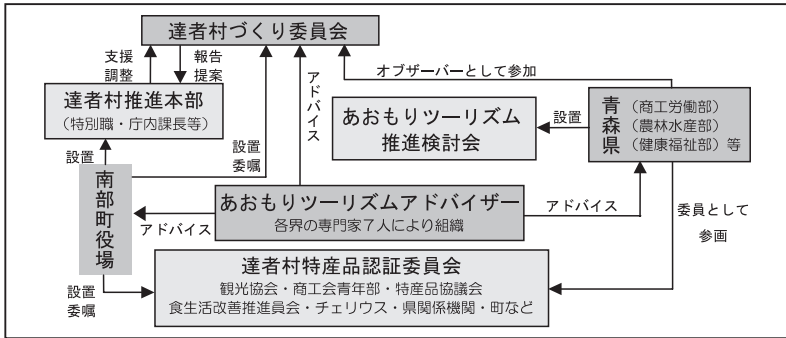 達者村づくり委員会
支援
調整
報告
提案
アドバイス
オブザーバーとして参加
達者村推進本部
(特別職・庁内課長等)
あおもりツーリズム
推進検討会
設置
青森県
(商工労働部)
(農林水産部)
(健康福祉部)等
設置
設置
委嘱
南部町役場
アドバイス
あおもりツーリズムアドバイザー
各界の専門家7人により組織
アドバイス
委員として
参画
設置
委嘱
達者村特産品認証委員会
観光協会・商工会青年部・特産品協議会
食生活改善推進員会・チェリウス・県関係機関・町など